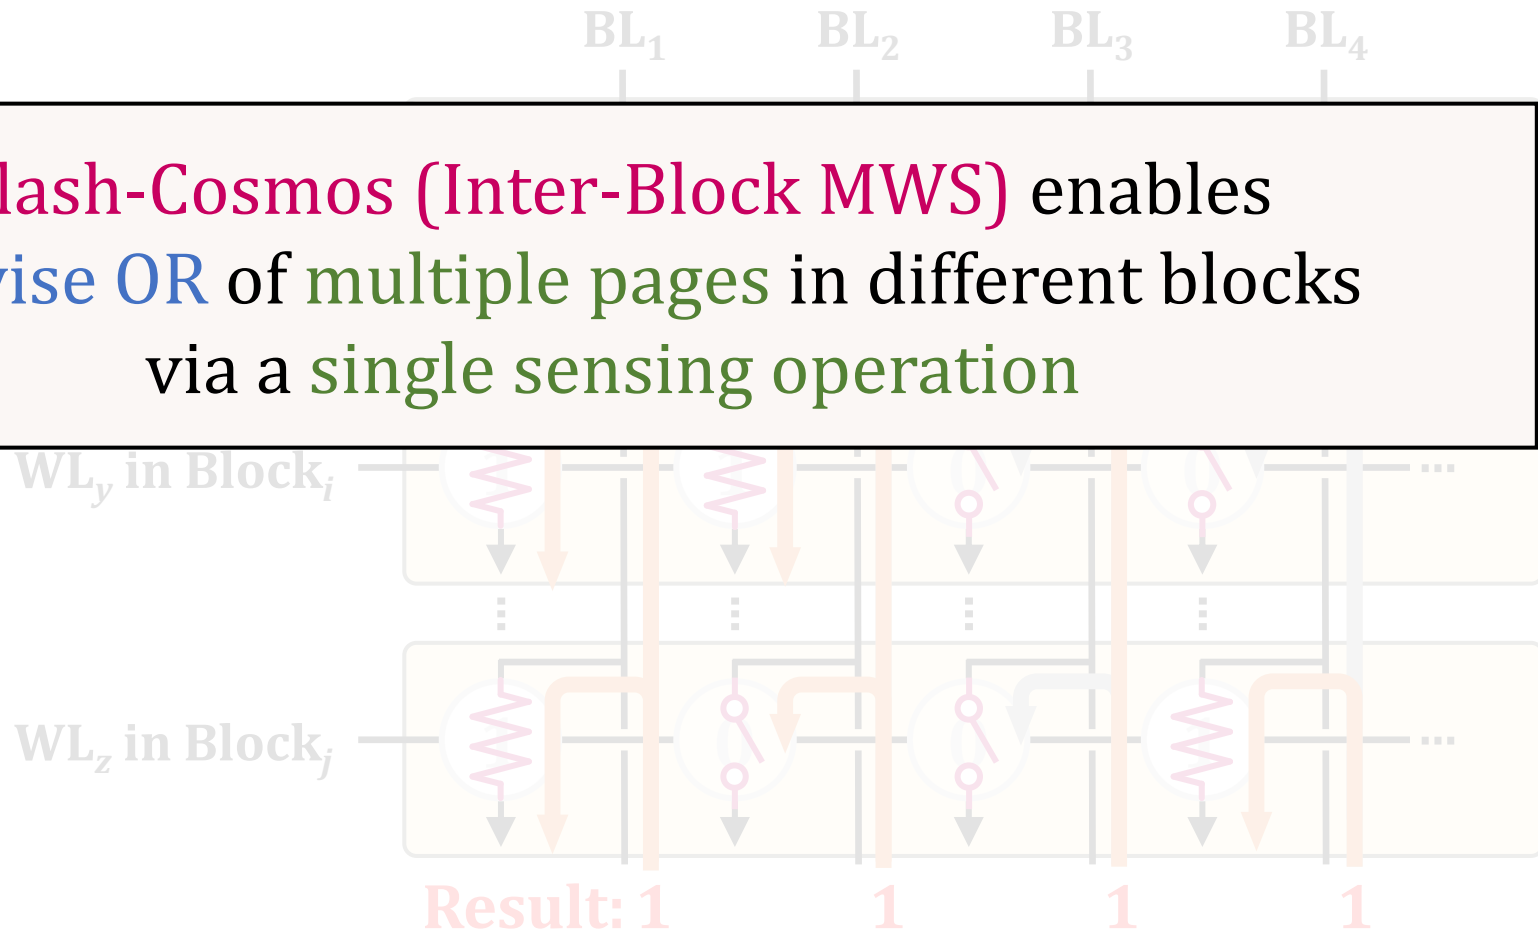 BL1 BL2 BL3 BL4
lash-Cosmos (Inter-Block MWS) enables
vise OR of multiple pages in different blocks
via a single sensing operation
WLy in Blocki ...
WLz in Blockj ...
Result: 1 1 1 1